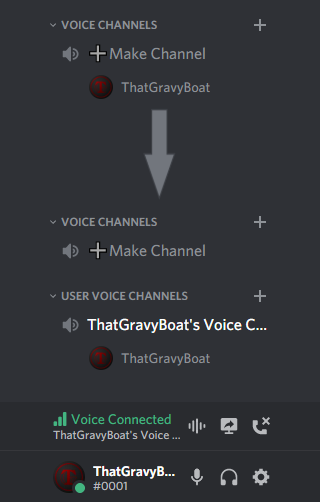 VOICE CHANNELS
Make Channel
ThatGravyBoat
VOICE CHANNELS
Make Channel
USER VOICE CHANNELS
ThatGravyBoat's Voice C...
ThatGravyBoat
Voice Connected
ThatGravyBoat's Voice ...
ThatGravyB...
#0001